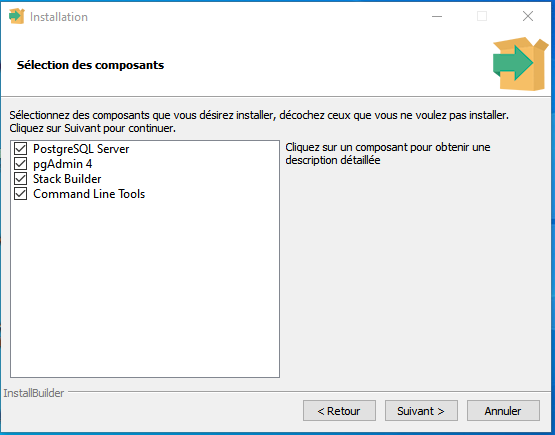 Installation
Sélection des composants
Sélectionnez des composants que vous désirez installer, décochez ceux que vous ne voulez pas installer.
Cliquez sur Suivant pour continuer.
PostgreSQL Server
pgAdmin 4
Stack Builder
Command Line Tools
Cliquez sur un composant pour obtenir une
description détaillée
InstallBuilder
< Retour
Suivant >
Annuler